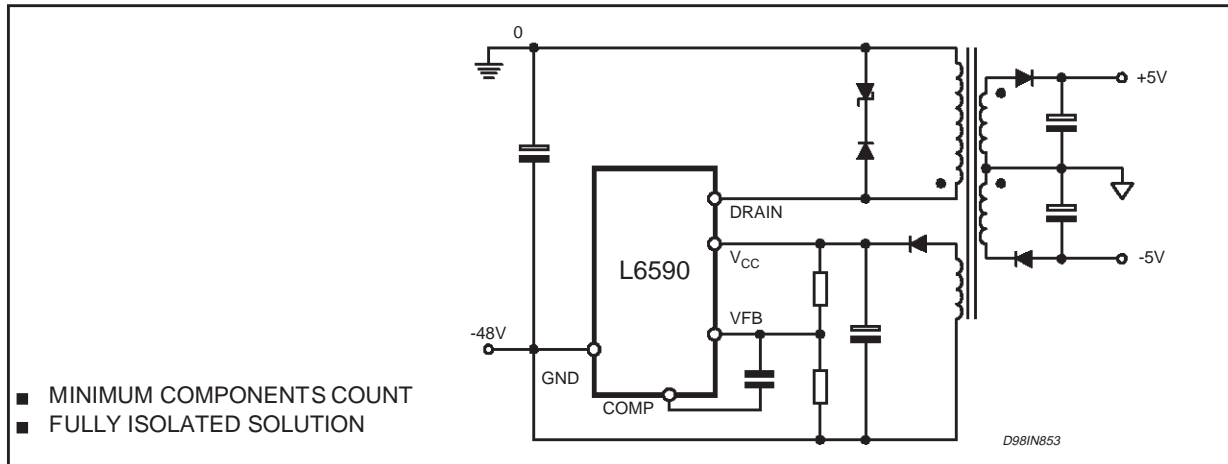 0
+5V
DRAIN
V_CC
L6590
-5V
VFB
-48V
GND
COMP
■ MINIMUM COMPONENTS COUNT
■ FULLY ISOLATED SOLUTION
D98IN853